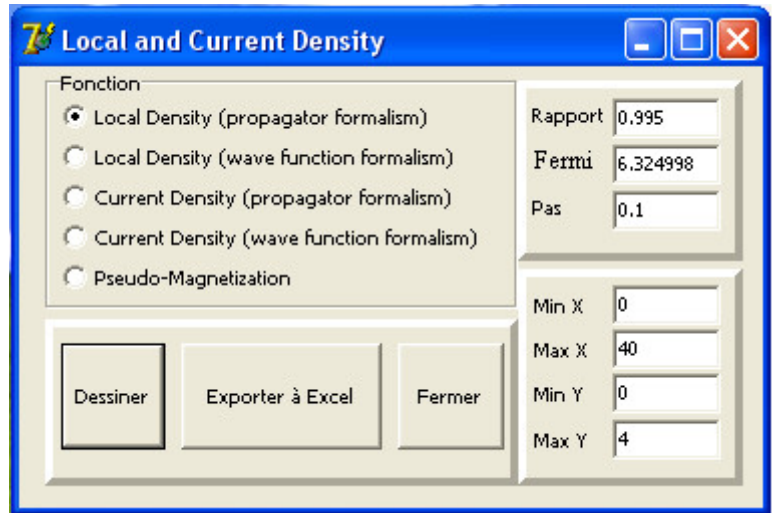 Local and Current Density
Fonction
Local Density (propagator formalism)
Local Density (wave function formalism)
Current Density (propagator formalism)
Current Density (wave function formalism)
Pseudo-Magnetization
Rapport 0.995
Fermi 6.324998
Pas 0.1
Min X 0
Max X 40
Min Y 0
Max Y 4
Dessiner
Exporter à Excel
Fermer